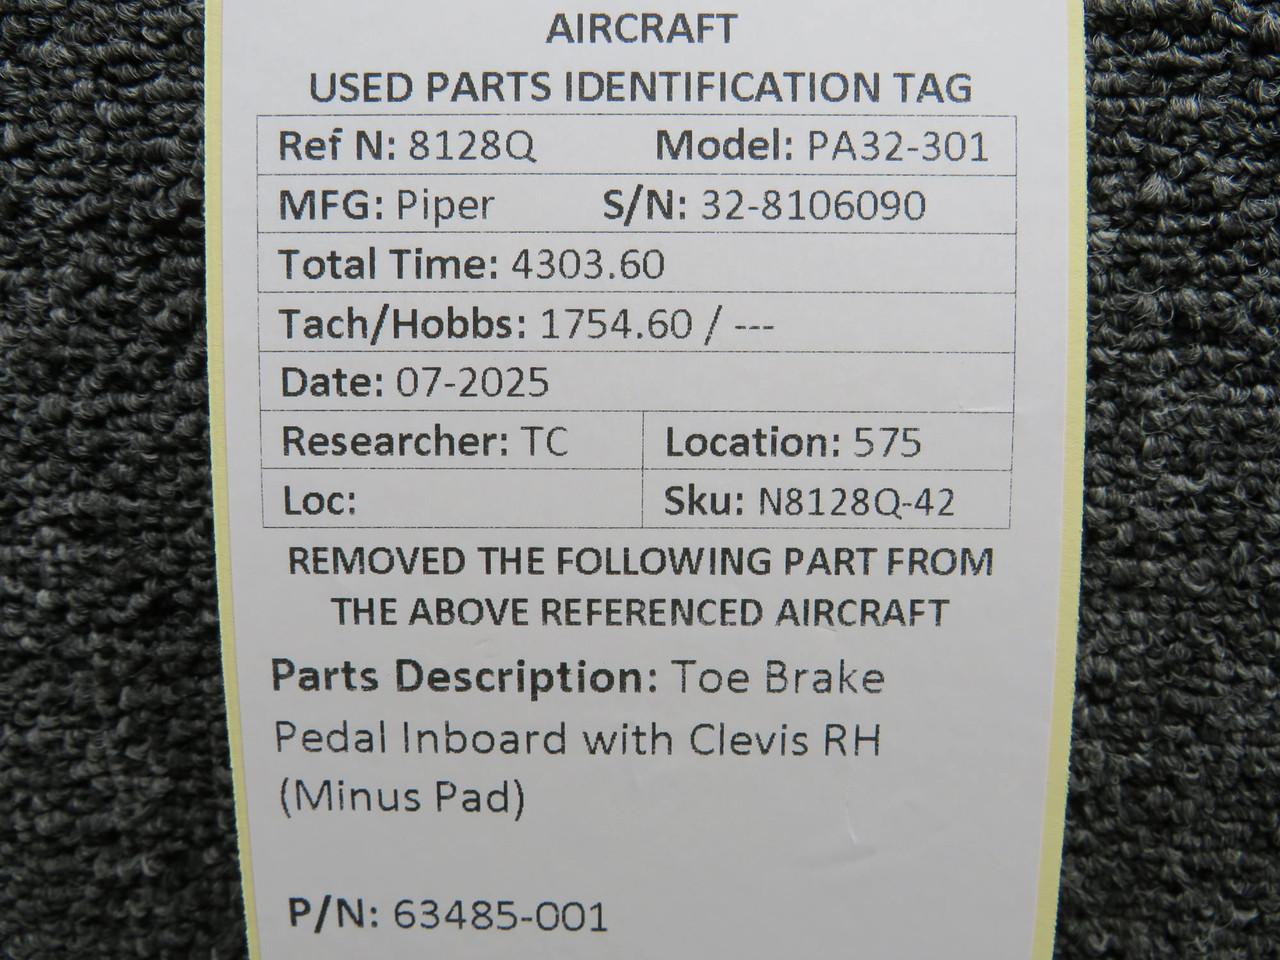 AIRCRAFT
USED PARTS IDENTIFICATION TAG
Ref N: 8128Q Model: PA32-301
MFG: Piper S/N: 32-8106090
Total Time: 4303.60
Tach/Hobbs: 1754.60 / ---
Date: 07-2025
Researcher: TC Location: 575
Loc: Sku: N8128Q-42
REMOVED THE FOLLOWING PART FROM
THE ABOVE REFERENCED AIRCRAFT
Parts Description: Toe Brake
Pedal Inboard with Clevis RH
(Minus Pad)
P/N: 63485-001